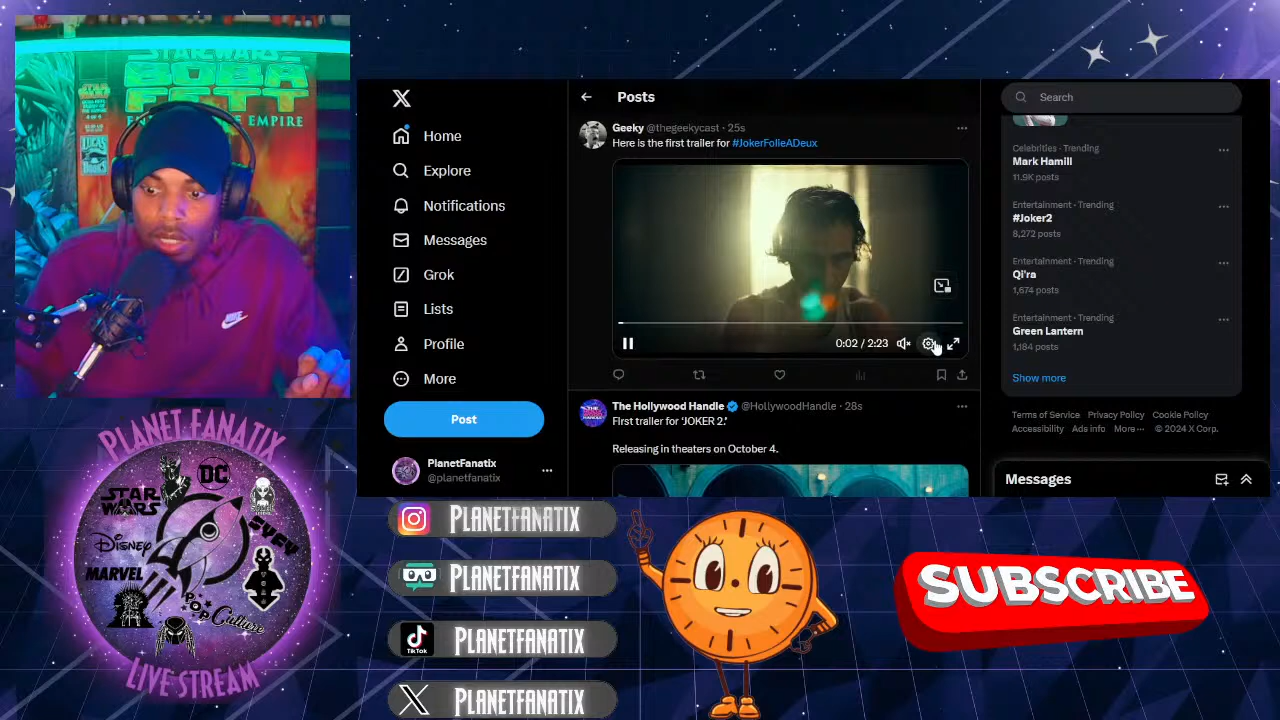 STAR WARS
BOBA
FETT
EMPIRE
X
Home
Explore
Notifications
Messages
Grok
Lists
Profile
More
Post
PlanetFanatix
@planetfanatix
Posts
Geeky @thegeekycast · 25s
Here is the first trailer for #JokerFolieADeux
0:02 / 2:23
The Hollywood Handle @HollywoodHandle · 28s
First trailer for 'JOKER 2.'
Releasing in theaters on October 4.
Search
Celebrities · Trending
Mark Hamill
11.9K posts
Entertainment · Trending
#Joker2
8,272 posts
Entertainment · Trending
Qi'ra
1,674 posts
Entertainment · Trending
Green Lantern
1,184 posts
Show more
Terms of Service Privacy Policy Cookie Policy
Accessibility Ads info More ··· © 2024 X Corp.
Messages
PLANET FANATIX
DC
STAR
WARS
Disney
MARVEL
POP Culture
LIVE STREAM
PLANETFANATIX
PLANETFANATIX
TikTok
PLANETFANATIX
PLANETFANATIX
SUBSCRIBE